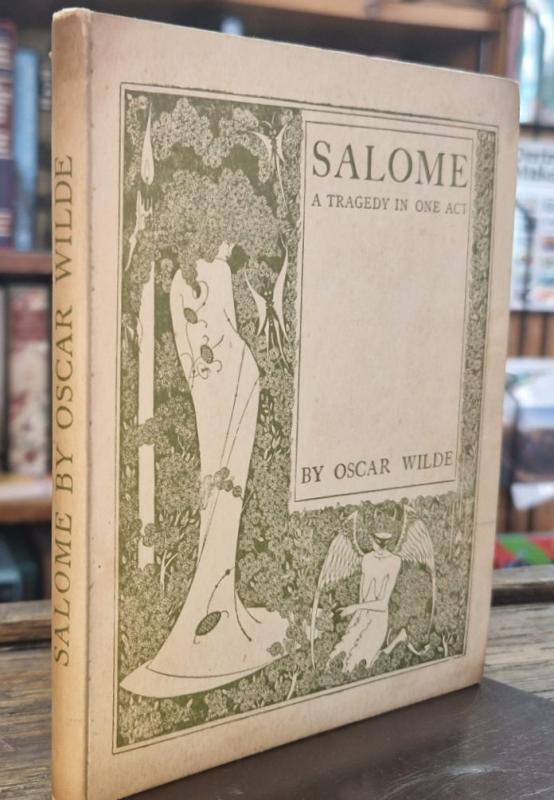 SALOME BY OSCAR WILDE
SALOME
A TRAGEDY IN ONE ACT
BY OSCAR WILDE